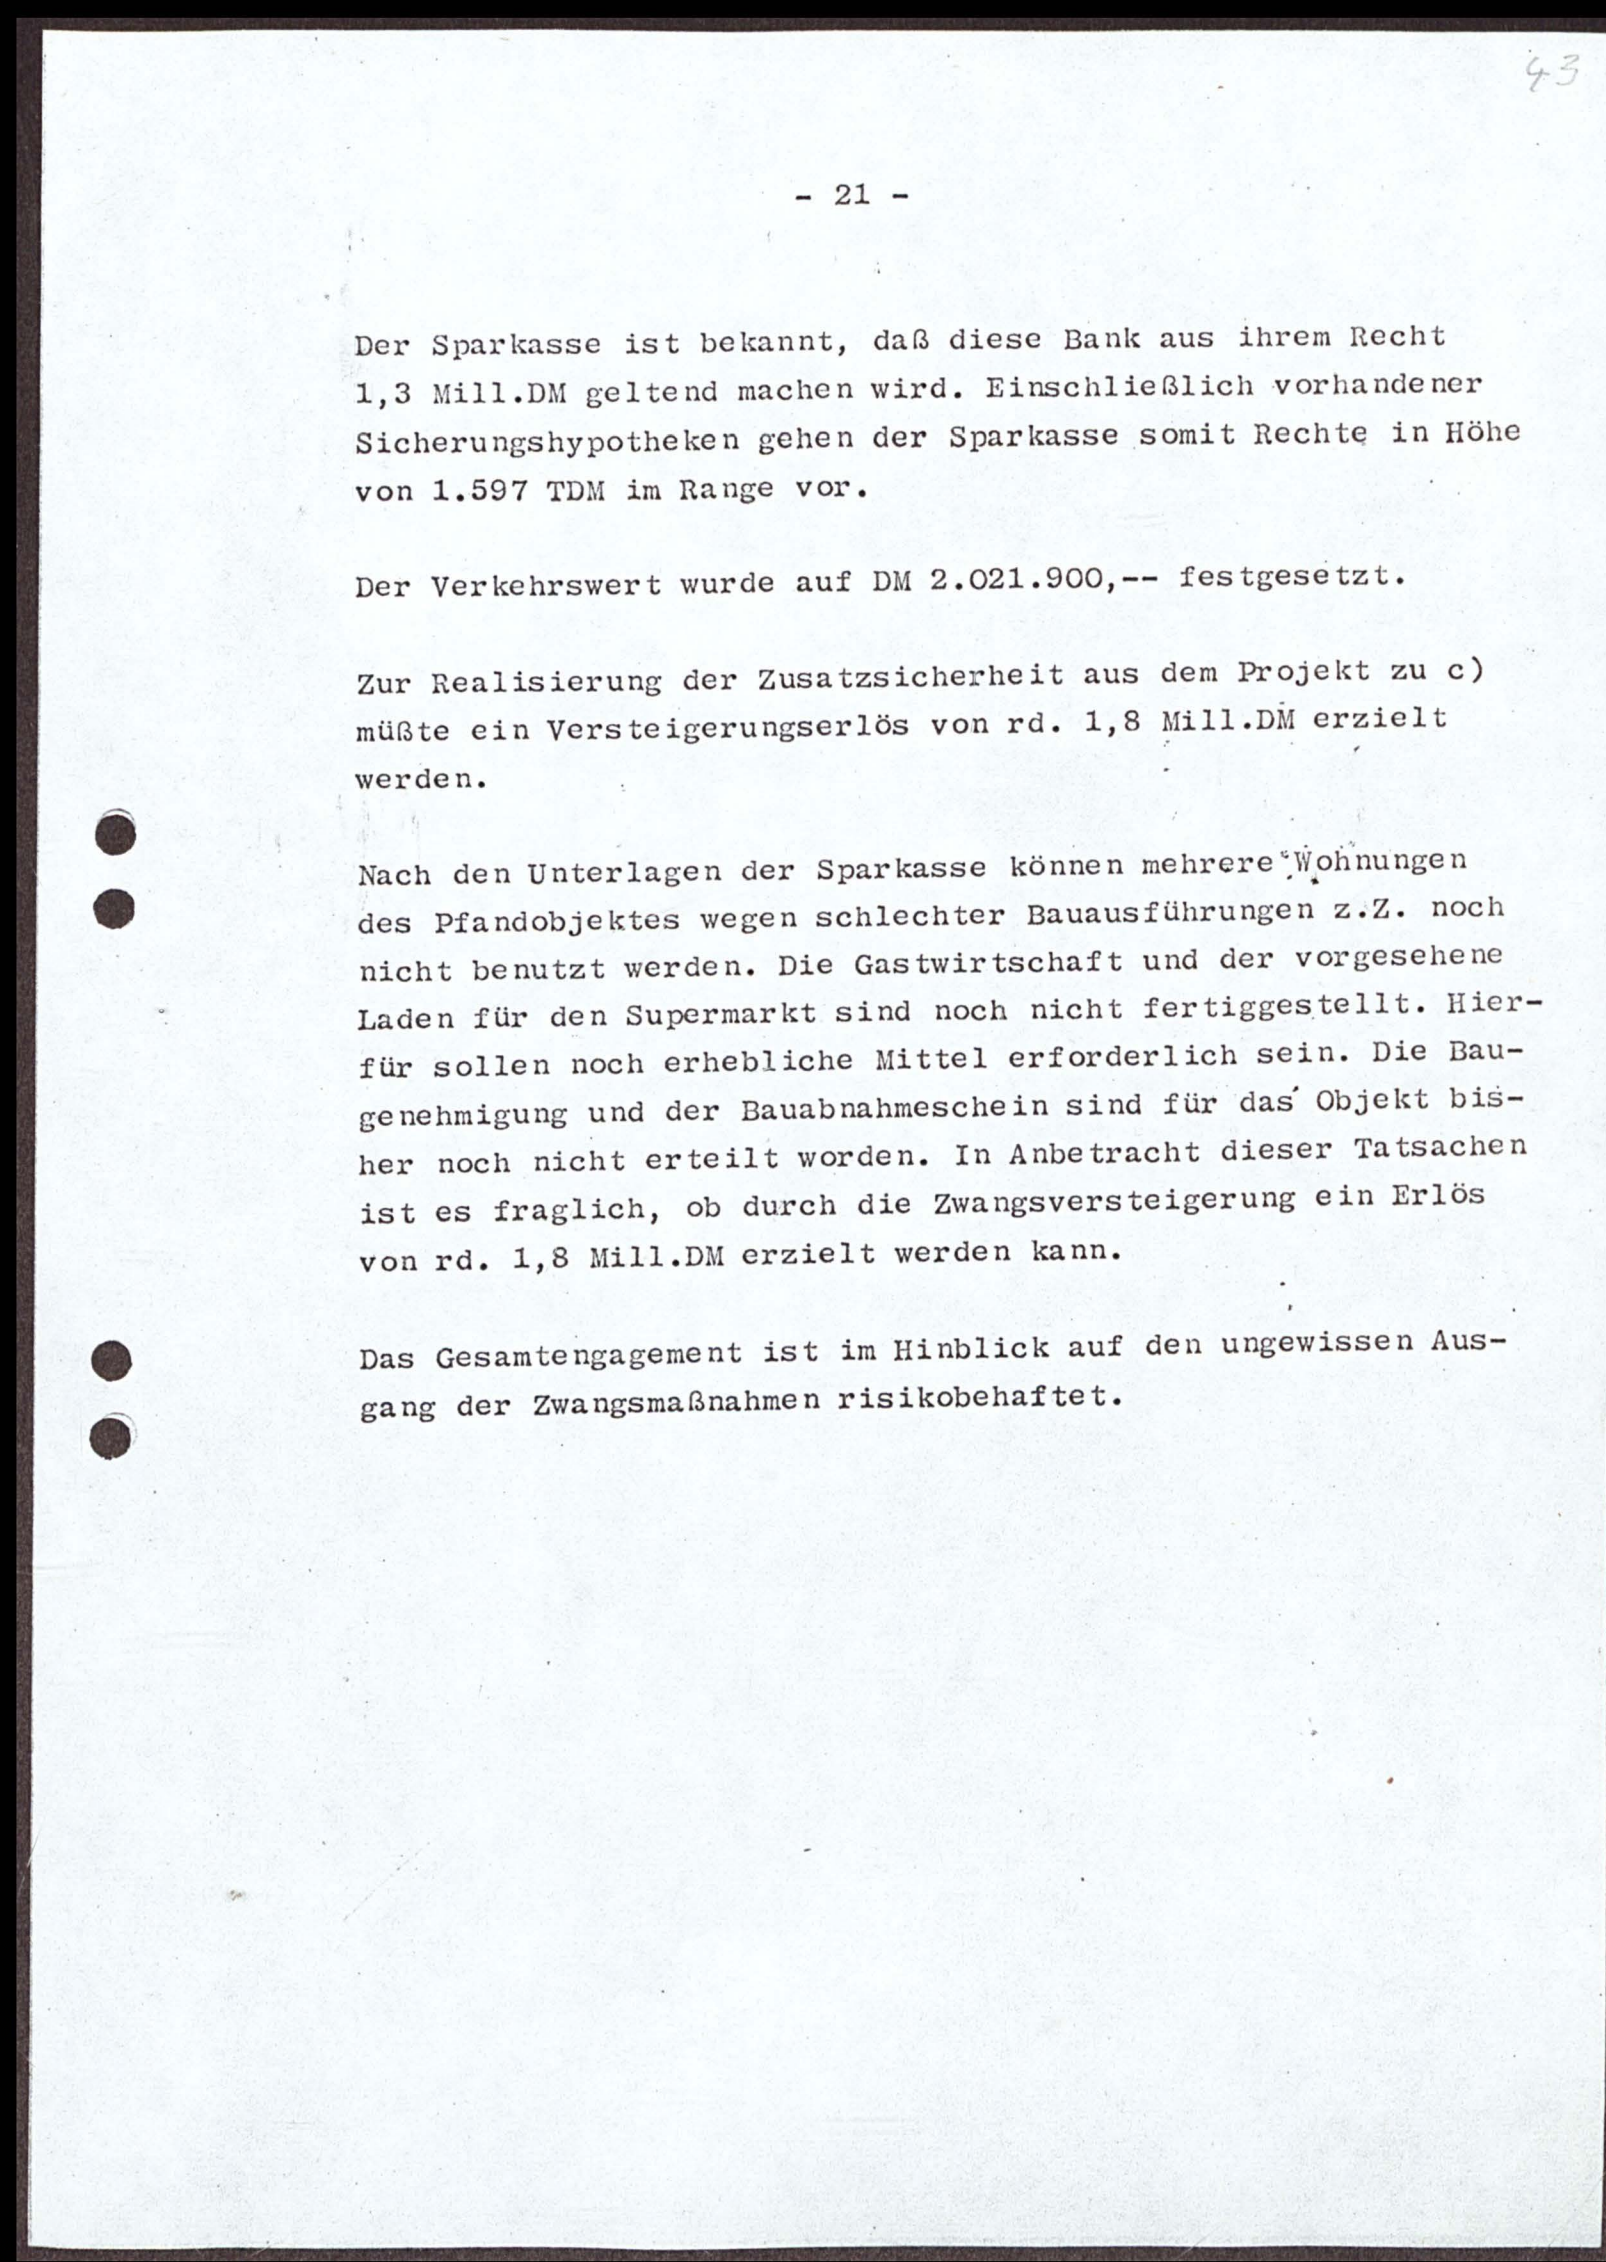 43
- 21 -
Der Sparkasse ist bekannt, daß diese Bank aus ihrem Recht
1,3 Mill.DM geltend machen wird. Einschließlich vorhandener
Sicherungshypotheken gehen der Sparkasse somit Rechte in Höhe
von 1.597 TDM im Range vor.
Der Verkehrswert wurde auf DM 2.021.900,-- festgesetzt.
Zur Realisierung der Zusatzsicherheit aus dem Projekt zu c)
müßte ein Versteigerungserlös von rd. 1,8 Mill.DM erzielt
werden.
Nach den Unterlagen der Sparkasse können mehrere Wohnungen
des Pfandobjektes wegen schlechter Bauausführungen z.Z. noch
nicht benutzt werden. Die Gastwirtschaft und der vorgesehene
Laden für den Supermarkt sind noch nicht fertiggestellt. Hier-
für sollen noch erhebliche Mittel erforderlich sein. Die Bau-
genehmigung und der Bauabnahmeschein sind für das Objekt bis-
her noch nicht erteilt worden. In Anbetracht dieser Tatsachen
ist es fraglich, ob durch die Zwangsversteigerung ein Erlös
von rd. 1,8 Mill.DM erzielt werden kann.
Das Gesamtengagement ist im Hinblick auf den ungewissen Aus-
gang der Zwangsmaßnahmen risikobehaftet.